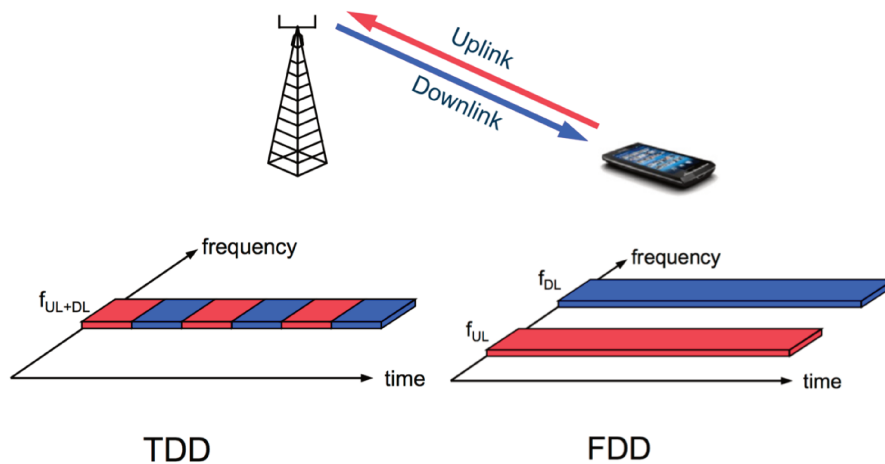 Uplink
Downlink
frequency
f_UL+DL
time
TDD
frequency
f_DL
f_UL
time
FDD